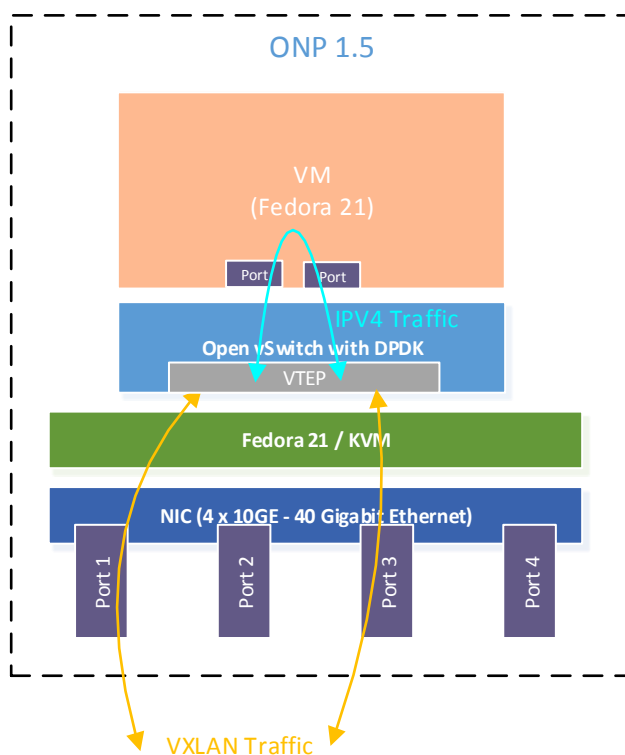 ONP 1.5
VM
(Fedora 21)
Port
Port
IPV4 Traffic
Open vSwitch with DPDK
VTEP
Fedora 21 / KVM
NIC (4 x 10GE - 40 Gigabit Ethernet)
Port 1
Port 2
Port 3
Port 4
VXLAN Traffic